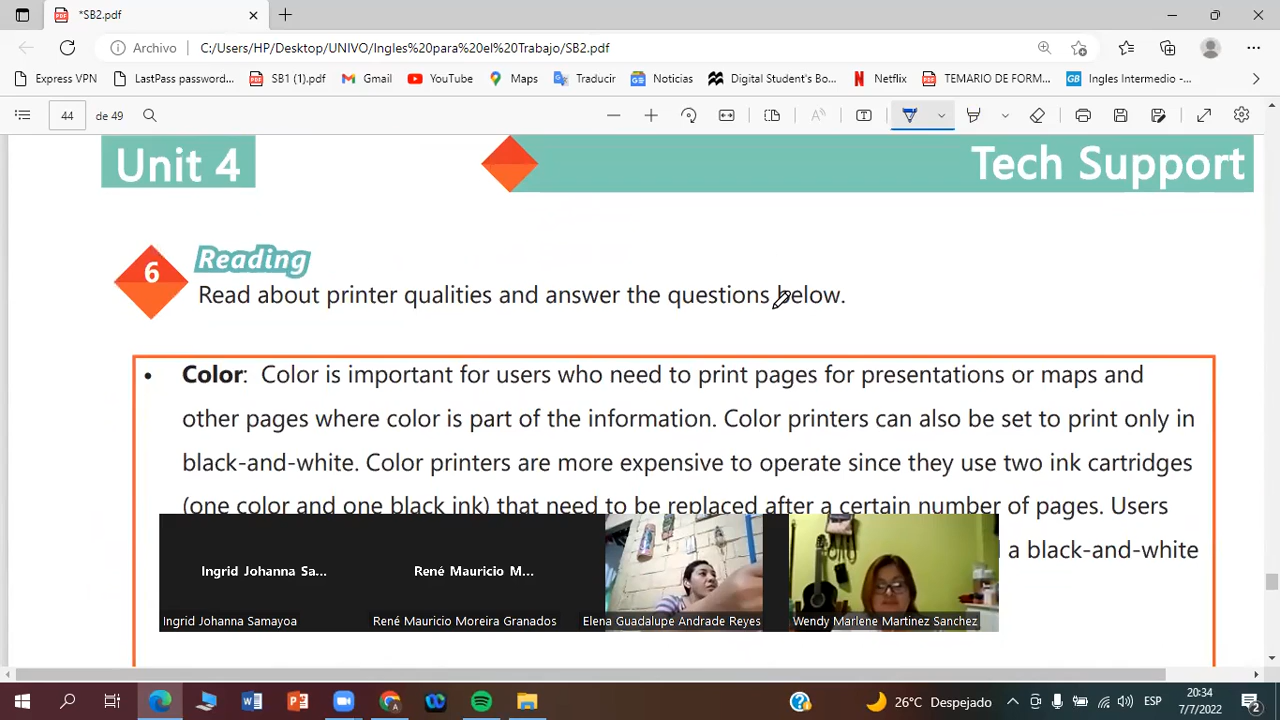 *SB2.pdf
Archivo
C:/Users/HP/Desktop/UNIVO/Ingles%20para%20el%20Trabajo/SB2.pdf
Express VPN
LastPass password...
SB1 (1).pdf
Gmail
YouTube
Maps
Traducir
Noticias
Digital Student's Bo...
Netflix
TEMARIO DE FORM...
Ingles Intermedio -...
44 de 49
Unit 4
Tech Support
6
Reading
Read about printer qualities and answer the questions below.
• Color: Color is important for users who need to print pages for presentations or maps and
other pages where color is part of the information. Color printers can also be set to print only in
black-and-white. Color printers are more expensive to operate since they use two ink cartridges
(one color and one black ink) that need to be replaced after a certain number of pages. Users
a black-and-white
Ingrid Johanna Sa...
René Mauricio M...
Ingrid Johanna Samayoa
René Mauricio Moreira Granados
Elena Guadalupe Andrade Reyes
Wendy Marlene Martinez Sanchez
26°C Despejado
ESP
20:34
7/7/2022
2